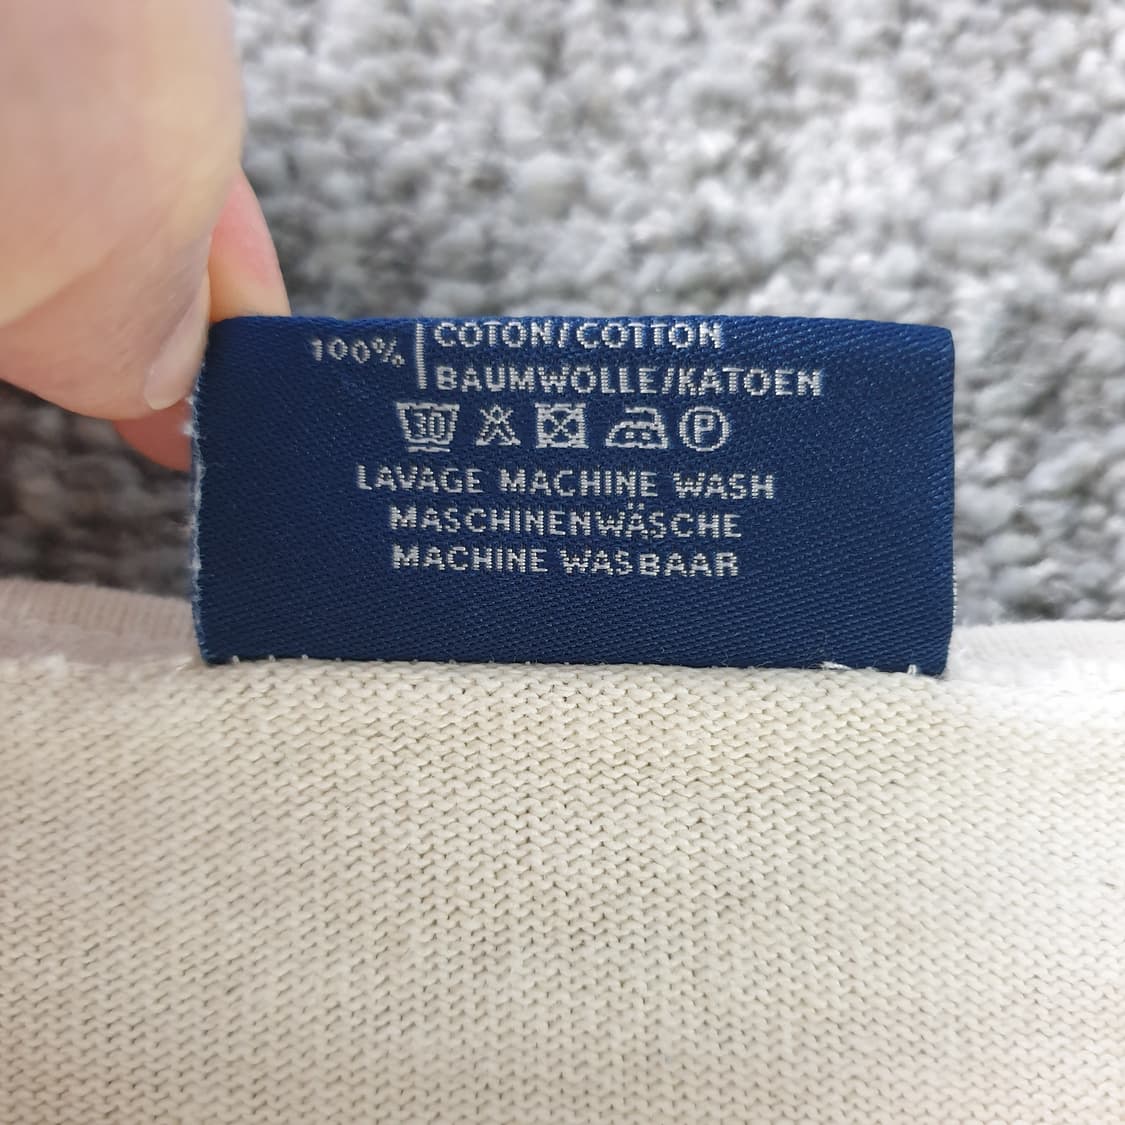 100% COTON/COTTON
BAUMWOLLE/KATOEN
30 P
LAVAGE MACHINE WASH
MASCHINENWÄSCHE
MACHINE WASBAAR